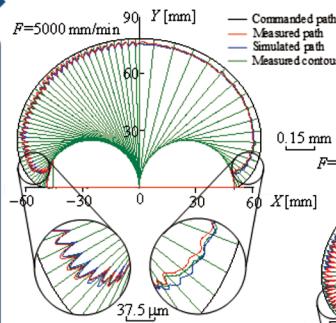 90 Y [mm]
F=5000 mm/min
Commanded path
Measured path
Simulated path
Measured contou
60
30
0.15 mm
F=
−60 −30 0 30 60 X[mm]
37.5 μm